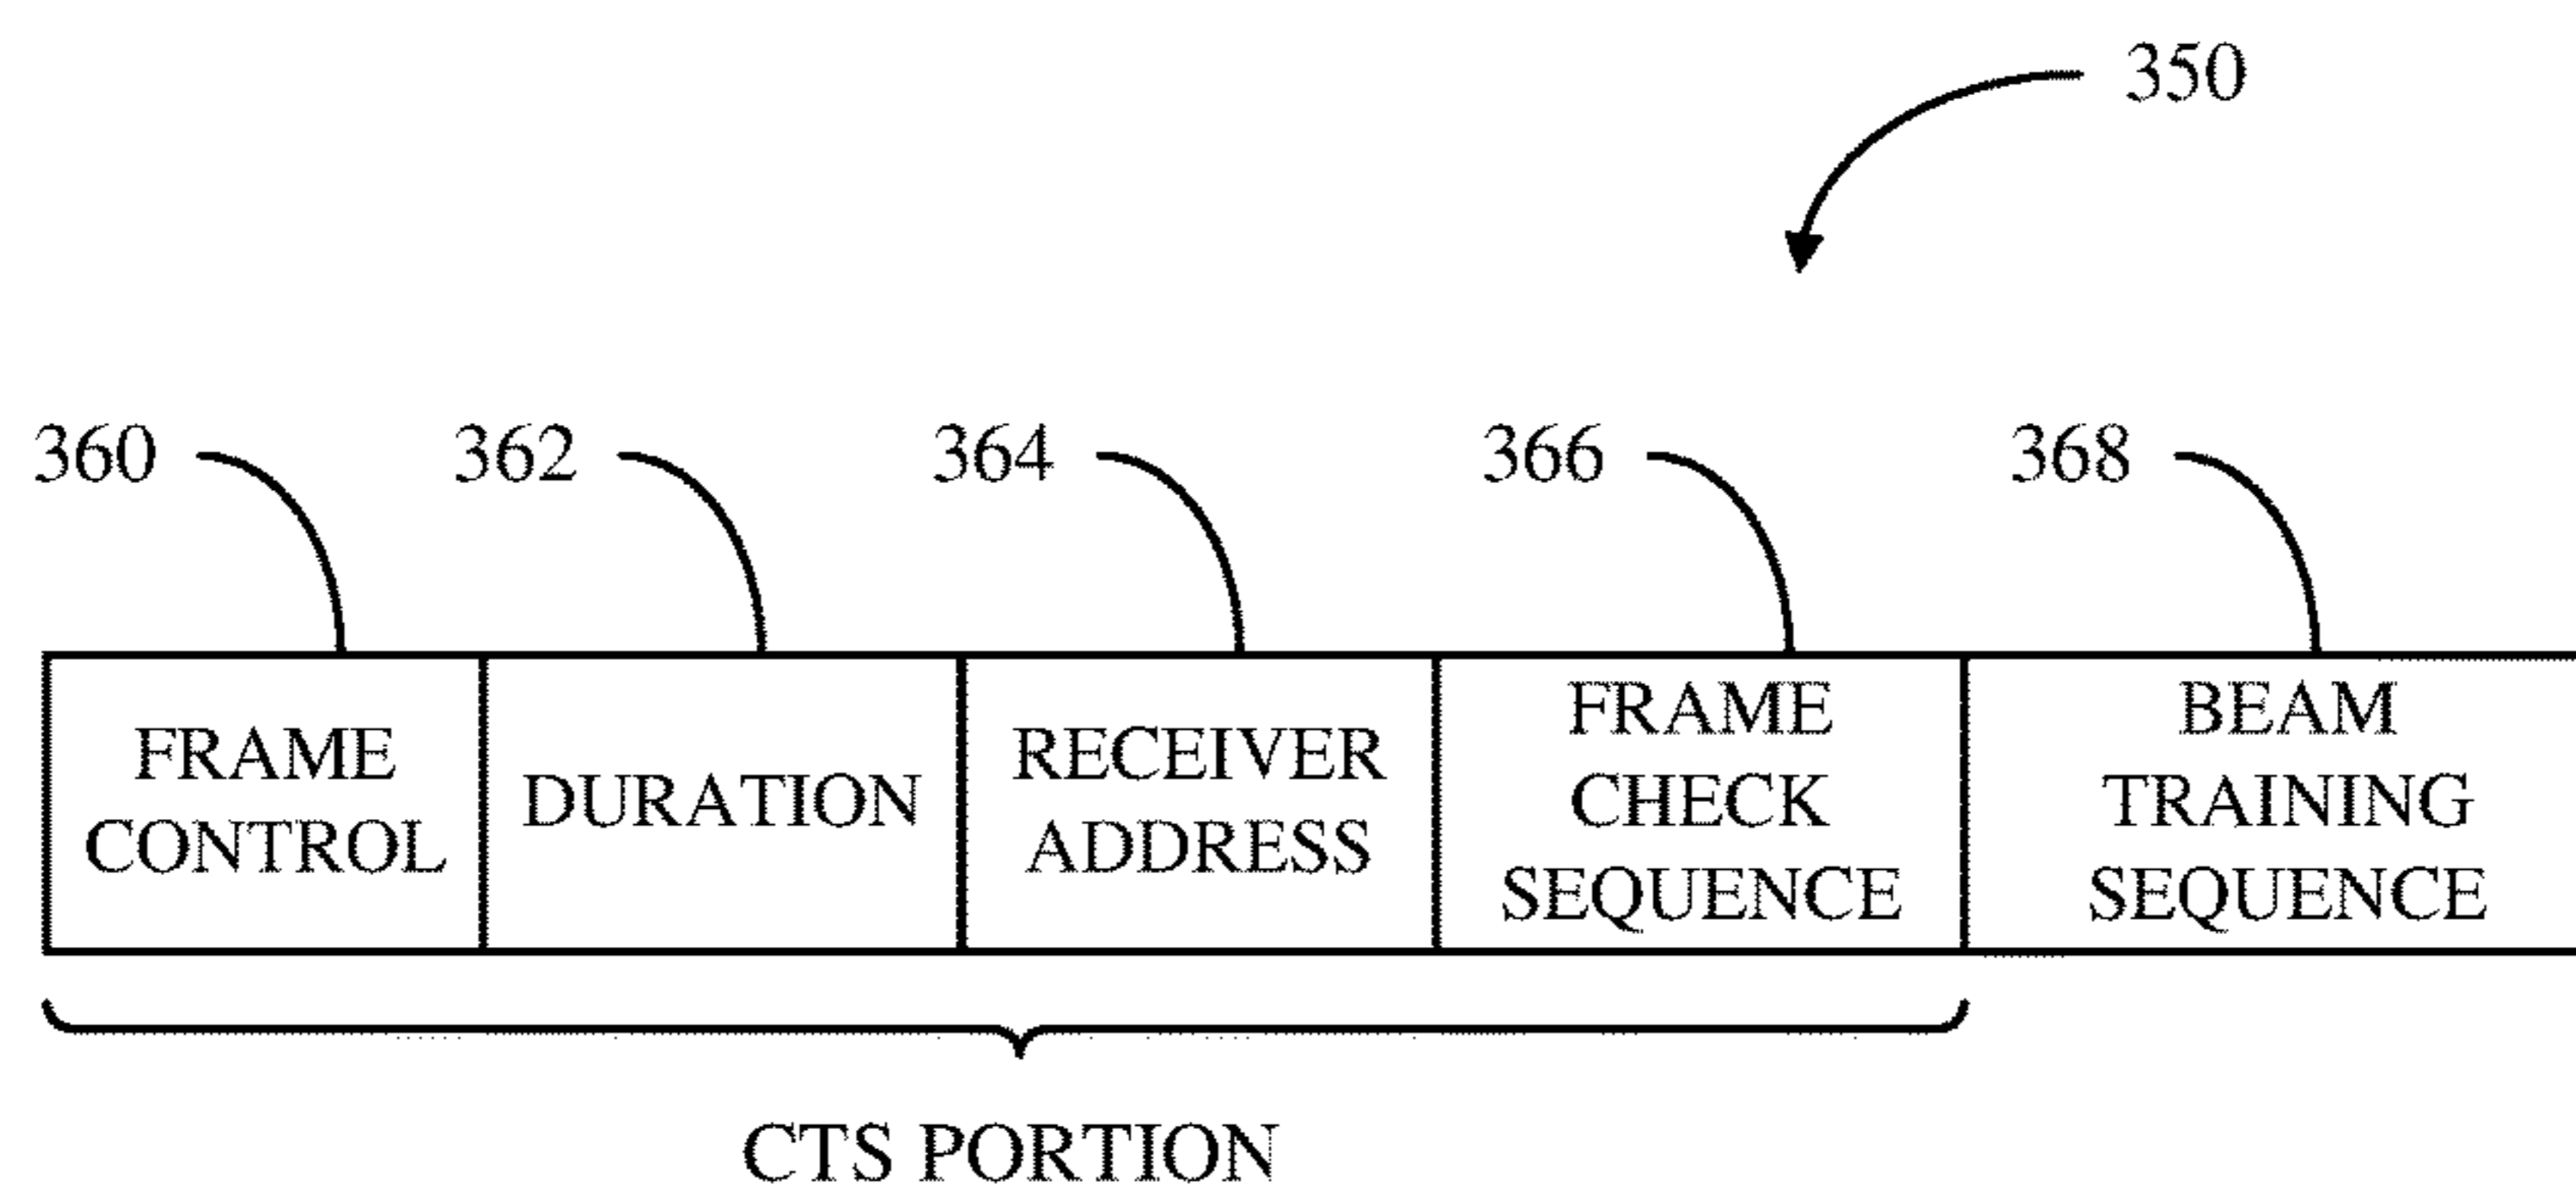 350
360
362
364
366
368
FRAME
CONTROL
DURATION
RECEIVER
ADDRESS
FRAME
CHECK
SEQUENCE
BEAM
TRAINING
SEQUENCE
CTS PORTION